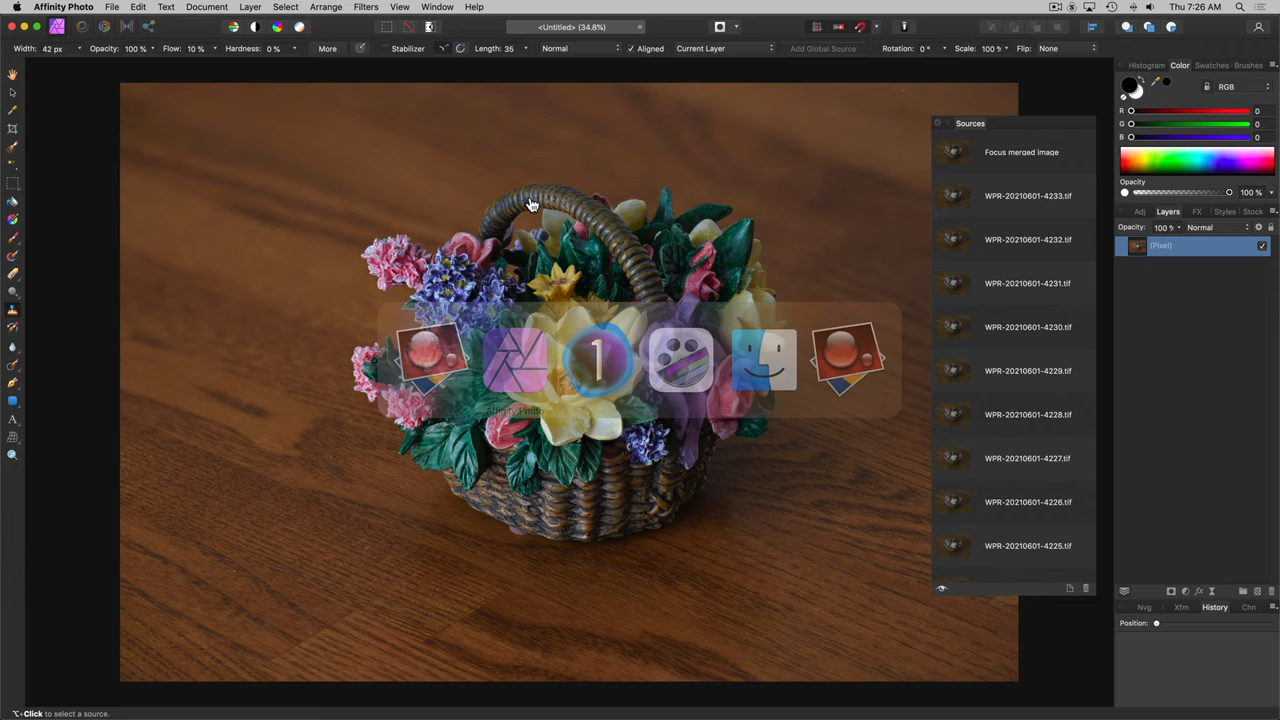 Affinity Photo File Edit Text Document Layer Select Arrange Filters View Window Help Thu 7:26 AM
<Untitled> (34.8%)
Width: 42 px Opacity: 100 % Flow: 10 % Hardness: 0 % More Stabilizer Length: 35 Normal Aligned Current Layer Add Global Source Rotation: 0 ° Scale: 100 % Flip: None
Histogram Color Swatches Brushes
RGB
R 0
G 0
B 0
Opacity
100 %
Adj Layers FX Styles Stock
Opacity: 100 % Normal
(Pixel)
Sources
Focus merged image
WPR-20210601-4233.tif
WPR-20210601-4232.tif
WPR-20210601-4231.tif
WPR-20210601-4230.tif
WPR-20210601-4229.tif
WPR-20210601-4228.tif
WPR-20210601-4227.tif
WPR-20210601-4226.tif
WPR-20210601-4225.tif
1
Affinity Photo
Nvg Xfm History Chn
Position:
Click to select a source.